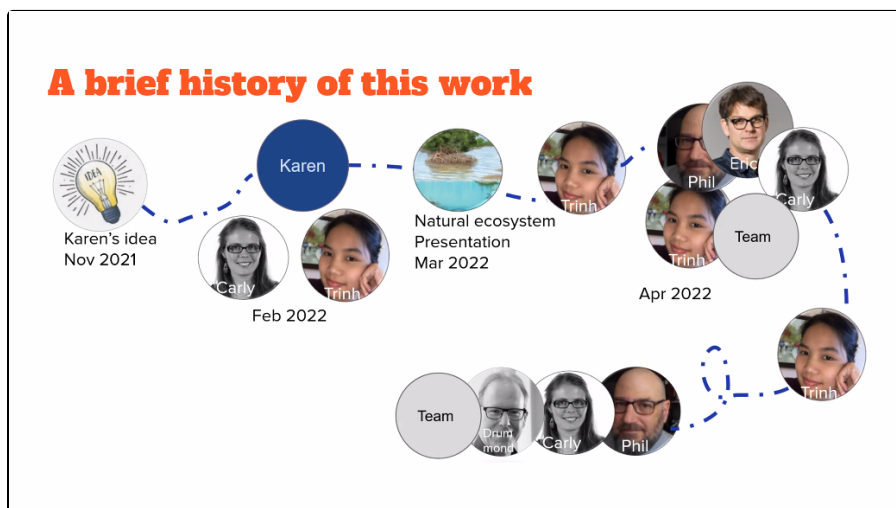 A brief history of this work
IDEA
Karen's idea
Nov 2021
Karen
Carly
Trinh
Feb 2022
Natural ecosystem
Presentation
Mar 2022
Trinh
Phil
Eric
Carly
Trinh
Team
Apr 2022
Trinh
Team
Drum
mond
Carly
Phil